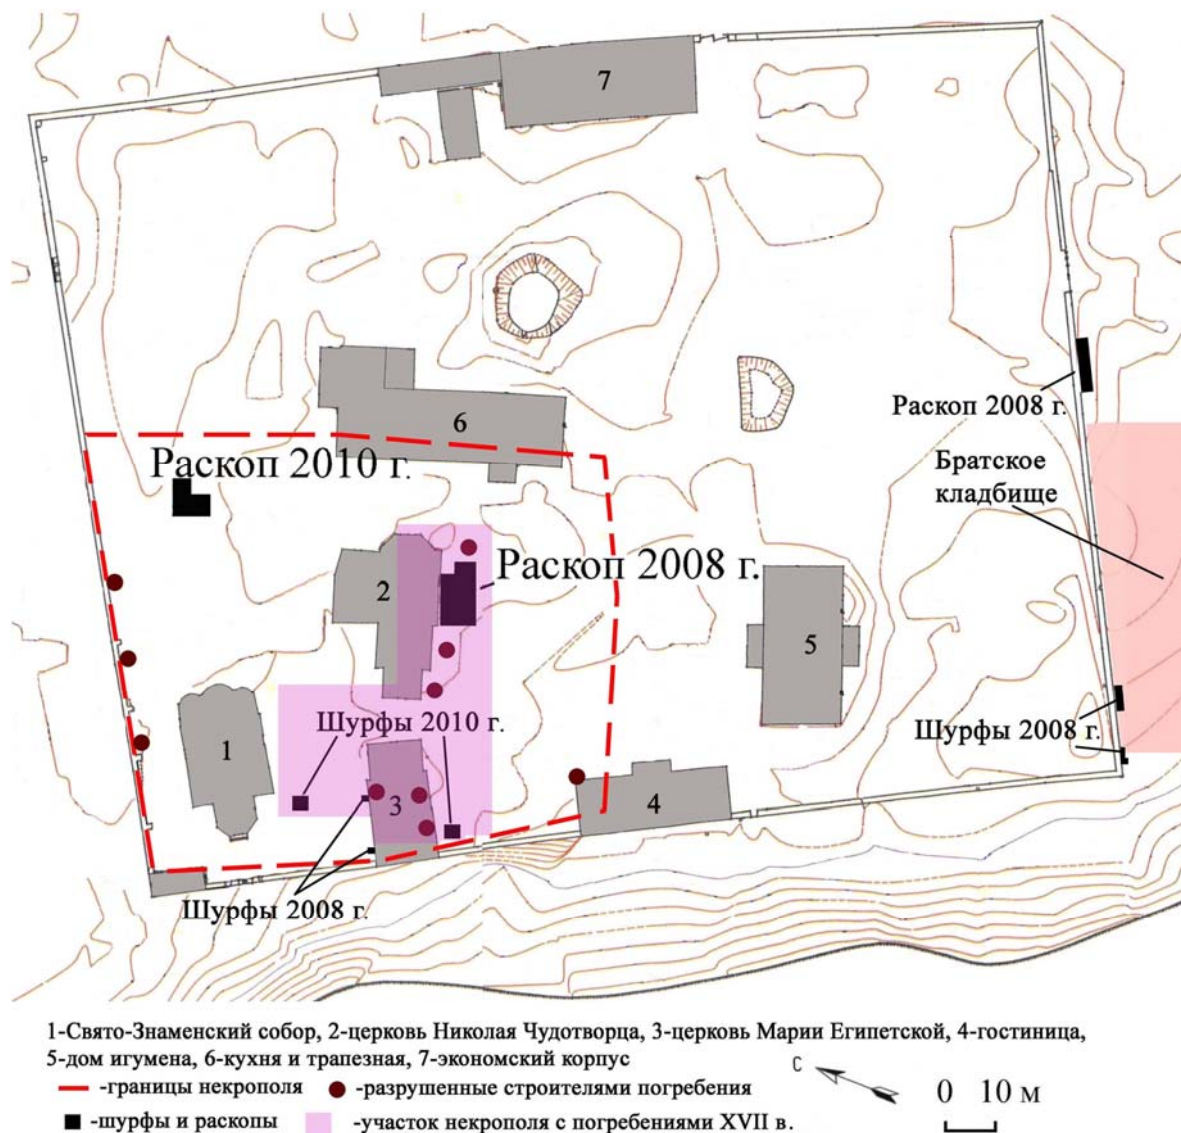 7
6
Раскоп 2008 г.
Раскоп 2010 г.
Братское
кладбище
2
Раскоп 2008 г.
5
1
Шурфы 2010 г.
Шурфы 2008 г.
3
4
Шурфы 2008 г.
1-Свято-Знаменский собор, 2-церковь Николая Чудотворца, 3-церковь Марии Египетской, 4-гостиница,
5-дом игумена, 6-кухня и трапезная, 7-экономский корпус
-границы некрополя -разрушенные строителями погребения
С
0 10 м
-шурфы и раскопы -участок некрополя с погребениями XVII в.